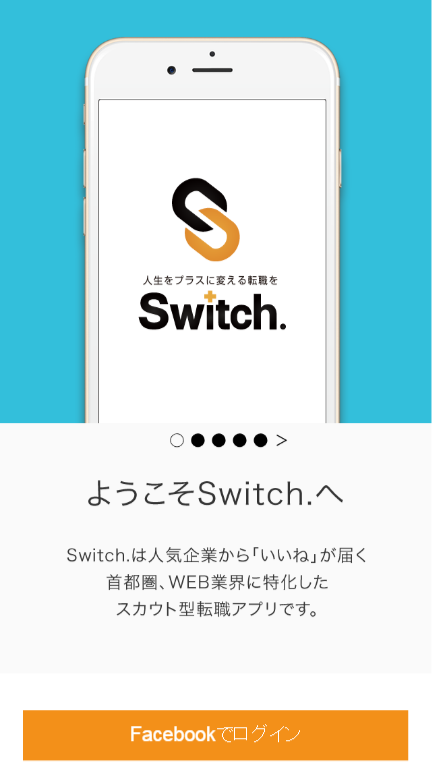 人生をプラスに変える転職を
Switch.
ようこそSwitch.へ
Switch.は人気企業から「いいね」が届く
首都圏、WEB業界に特化した
スカウト型転職アプリです。
Facebookでログイン